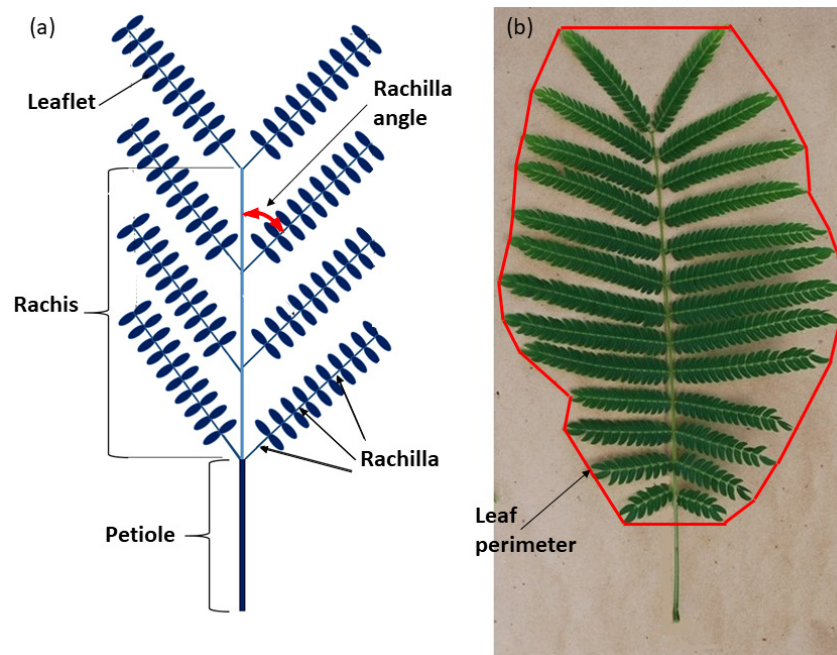 (a)
Leaflet
Rachilla
angle
Rachis
Rachilla
Petiole
(b)
Leaf
perimeter